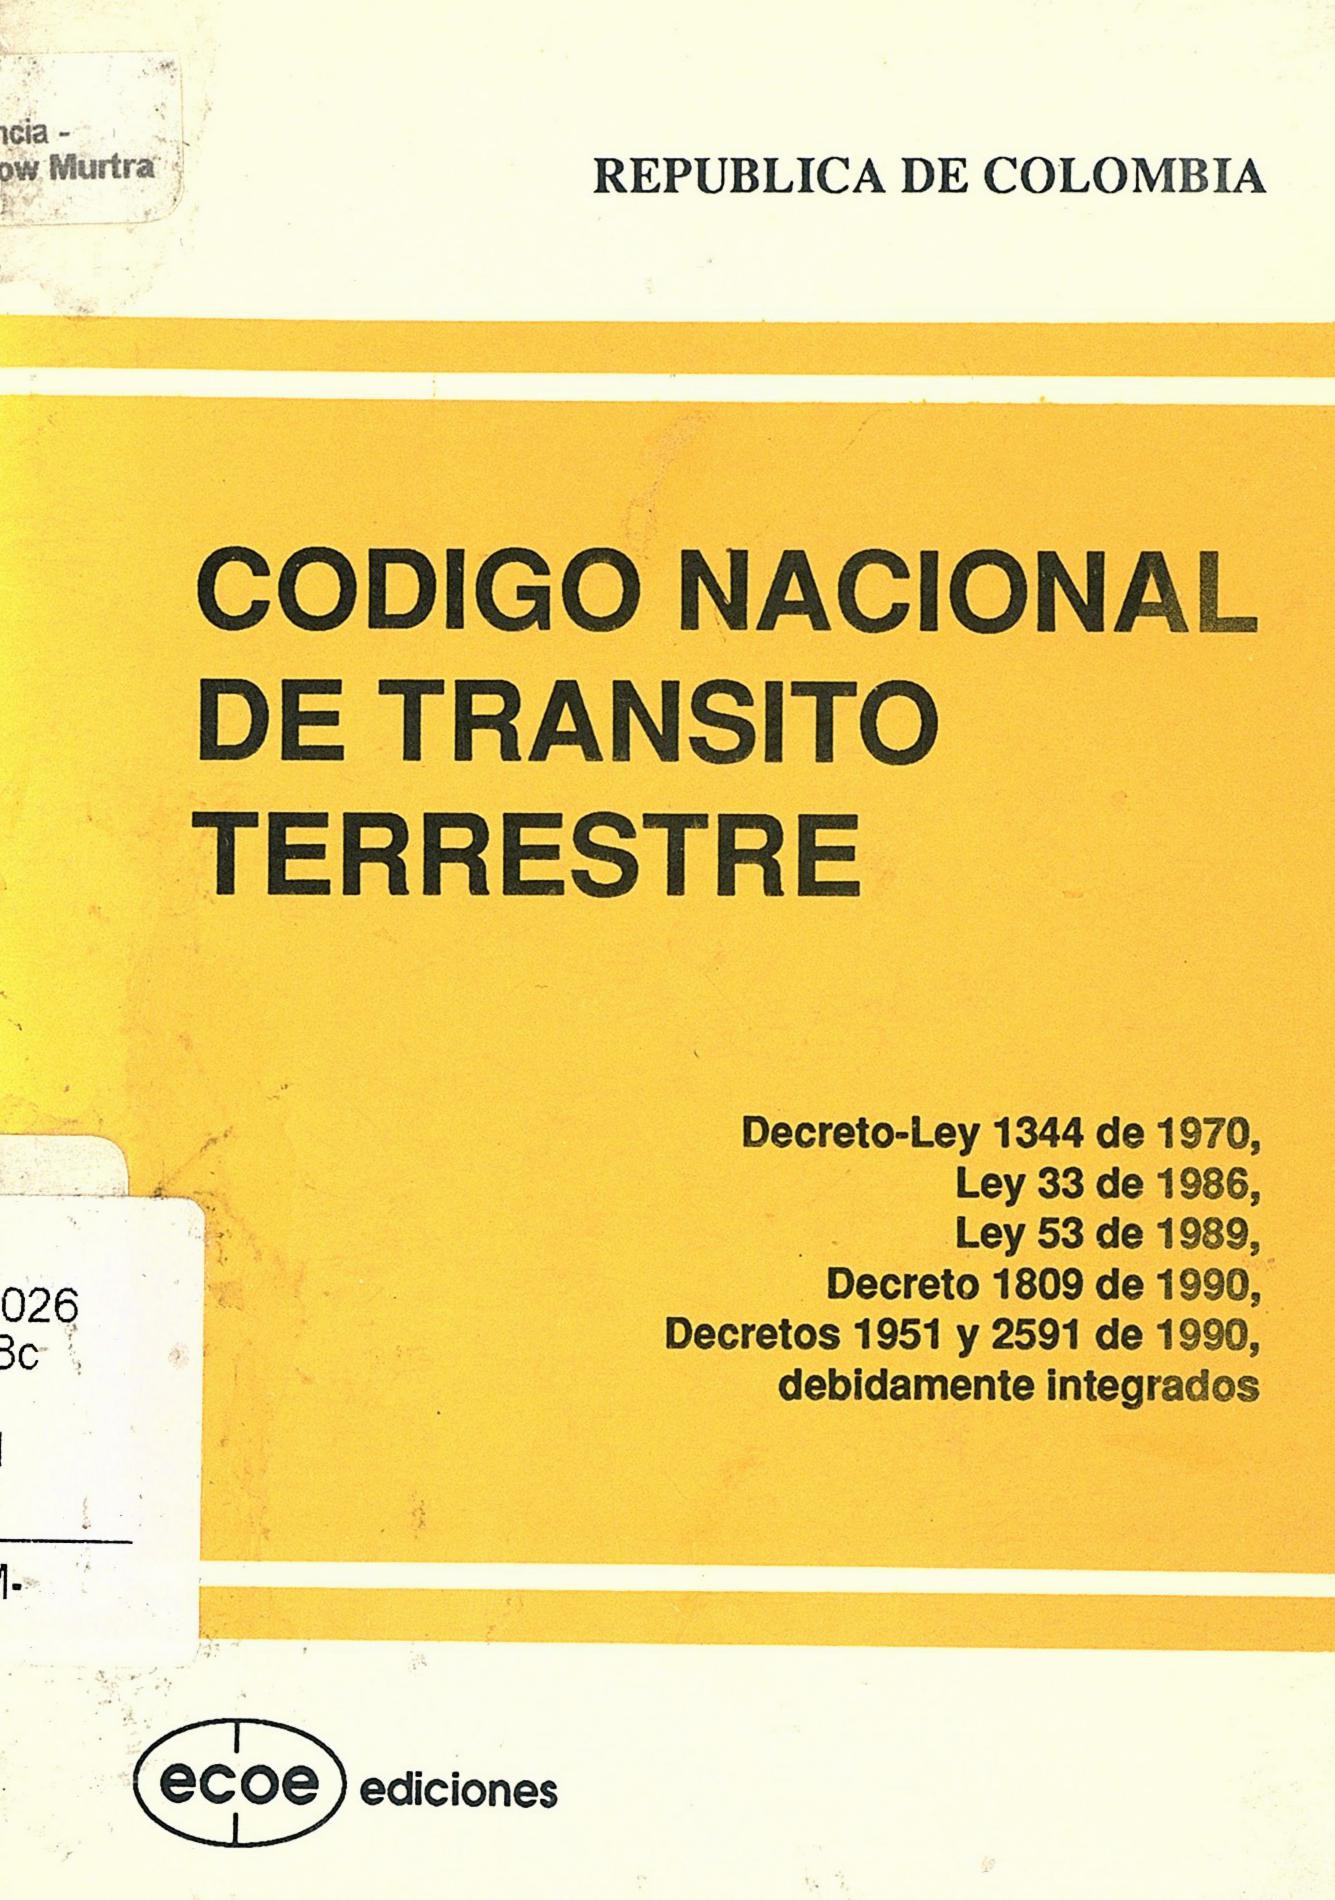 ncia -
ow Murtra
REPUBLICA DE COLOMBIA
CODIGO NACIONAL
DE TRANSITO
TERRESTRE
Decreto-Ley 1344 de 1970,
Ley 33 de 1986,
Ley 53 de 1989,
Decreto 1809 de 1990,
Decretos 1951 y 2591 de 1990,
debidamente integrados
026
3c
ecoe ediciones